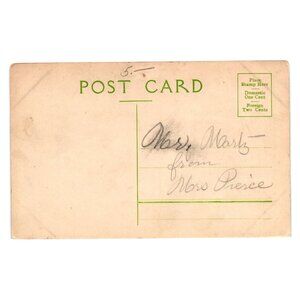 5.-
POST CARD
Place
Stamp Here
Domestic
One Cent
Foreign
Two Cents
Mrs. Martz
from
Mrs Pierce